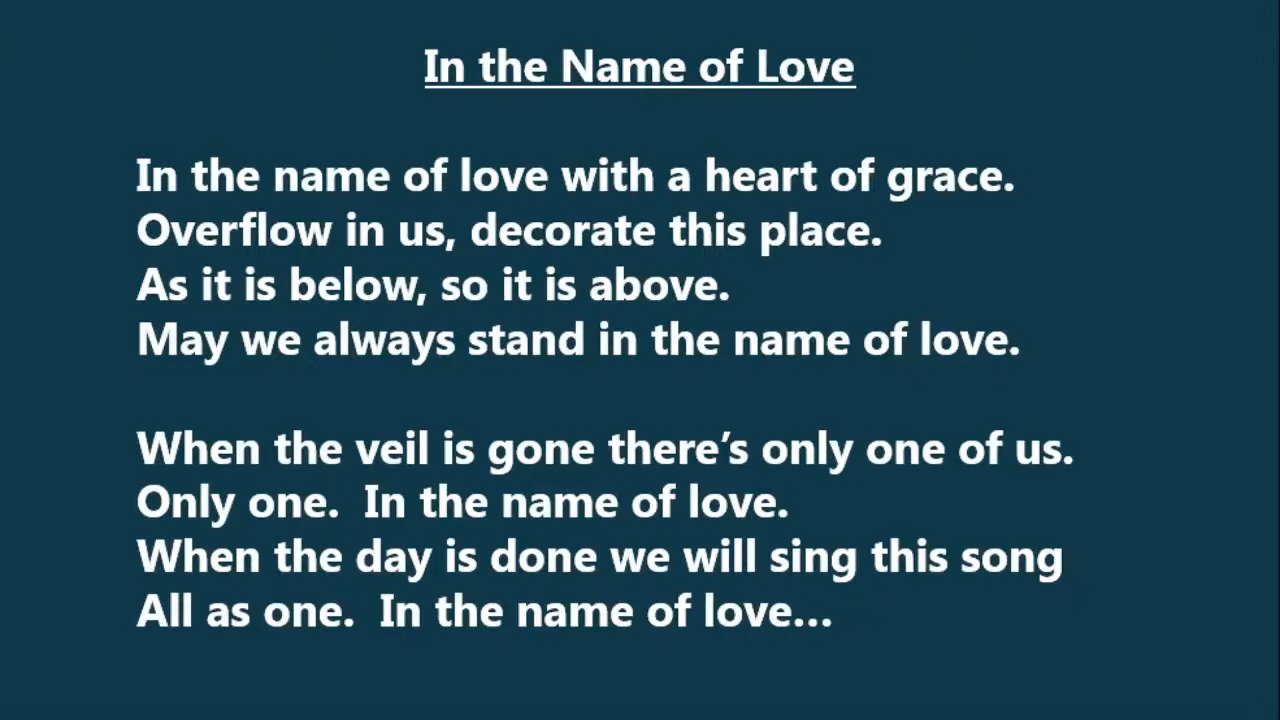 In the Name of Love
In the name of love with a heart of grace.
Overflow in us, decorate this place.
As it is below, so it is above.
May we always stand in the name of love.
When the veil is gone there’s only one of us.
Only one.  In the name of love.
When the day is done we will sing this song
All as one.  In the name of love...